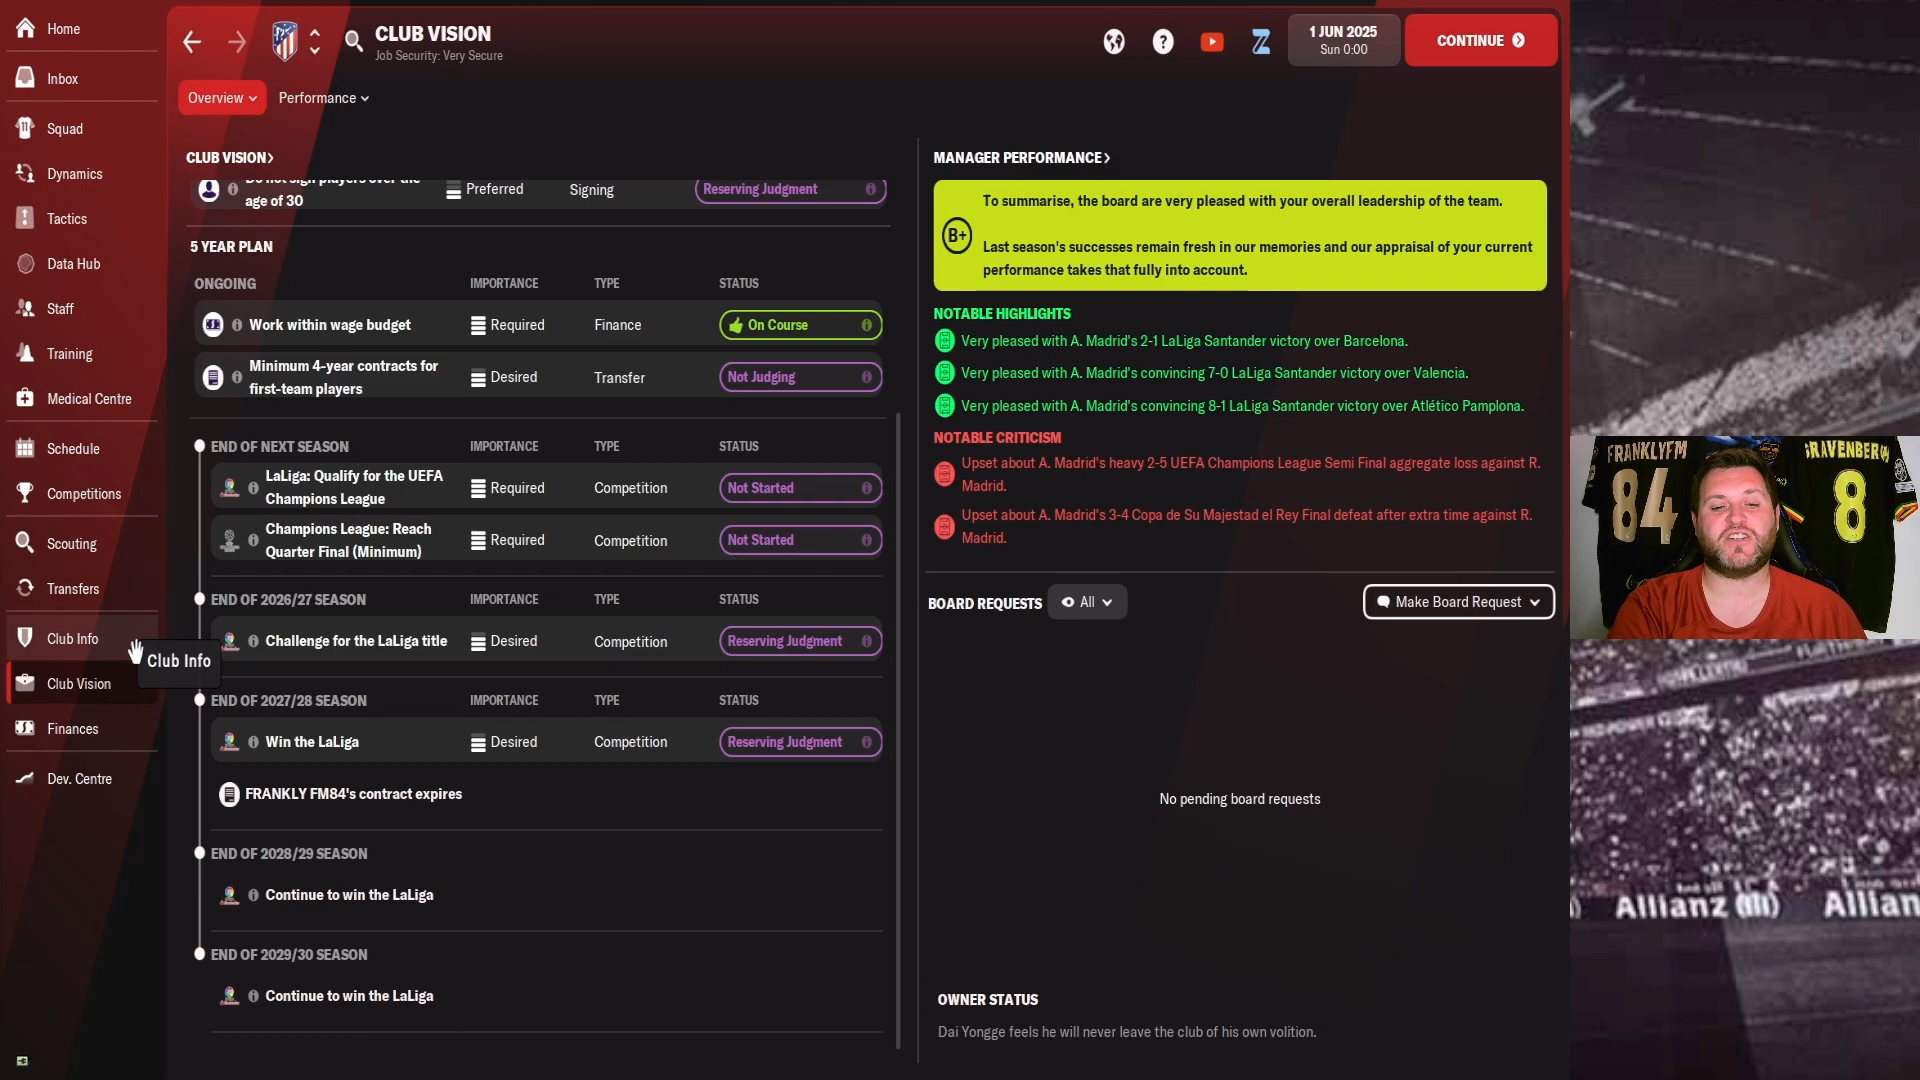 Home
Inbox
Squad
Dynamics
Tactics
Data Hub
Staff
Training
Medical Centre
Schedule
Competitions
Scouting
Transfers
Club Info
Club Info
Club Vision
Finances
Dev. Centre
CLUB VISION
Job Security: Very Secure
1 JUN 2025
Sun 0:00
CONTINUE
Overview
Performance
CLUB VISION>
Do not sign players over the
age of 30
Preferred
Signing
Reserving Judgment
5 YEAR PLAN
ONGOING IMPORTANCE TYPE STATUS
Work within wage budget Required Finance On Course
Minimum 4-year contracts for
first-team players
Desired Transfer Not Judging
END OF NEXT SEASON IMPORTANCE TYPE STATUS
LaLiga: Qualify for the UEFA
Champions League
Required Competition Not Started
Champions League: Reach
Quarter Final (Minimum)
Required Competition Not Started
END OF 2026/27 SEASON IMPORTANCE TYPE STATUS
Challenge for the LaLiga title Desired Competition Reserving Judgment
END OF 2027/28 SEASON IMPORTANCE TYPE STATUS
Win the LaLiga Desired Competition Reserving Judgment
FRANKLY FM84's contract expires
END OF 2028/29 SEASON
Continue to win the LaLiga
END OF 2029/30 SEASON
Continue to win the LaLiga
MANAGER PERFORMANCE>
B+
To summarise, the board are very pleased with your overall leadership of the team.
Last season's successes remain fresh in our memories and our appraisal of your current
performance takes that fully into account.
NOTABLE HIGHLIGHTS
Very pleased with A. Madrid's 2-1 LaLiga Santander victory over Barcelona.
Very pleased with A. Madrid's convincing 7-0 LaLiga Santander victory over Valencia.
Very pleased with A. Madrid's convincing 8-1 LaLiga Santander victory over Atlético Pamplona.
NOTABLE CRITICISM
Upset about A. Madrid's heavy 2-5 UEFA Champions League Semi Final aggregate loss against R.
Madrid.
Upset about A. Madrid's 3-4 Copa de Su Majestad el Rey Final defeat after extra time against R.
Madrid.
BOARD REQUESTS
All
Make Board Request
No pending board requests
OWNER STATUS
Dai Yongge feels he will never leave the club of his own volition.
FRANKLYFM
84
GRAVENBERCH
8
Allianz
Allian